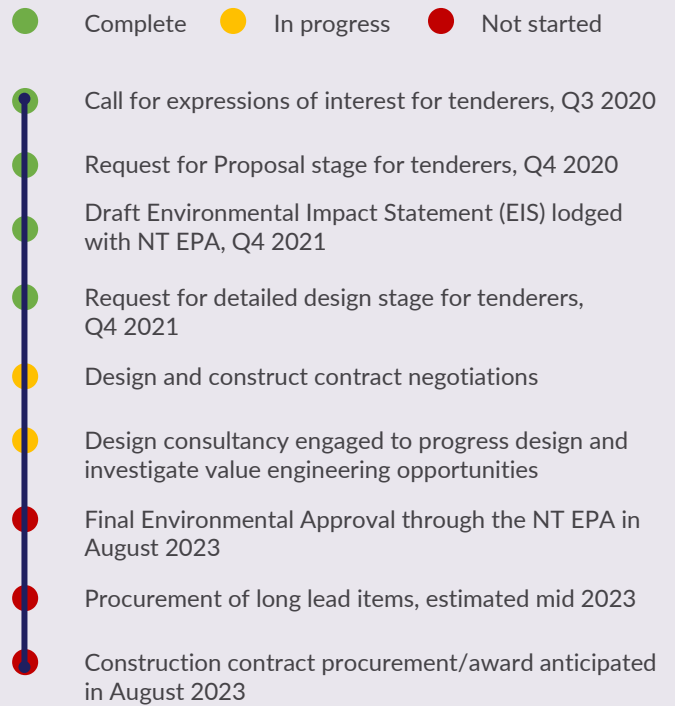 Complete In progress Not started
Call for expressions of interest for tenderers, Q3 2020
Request for Proposal stage for tenderers, Q4 2020
Draft Environmental Impact Statement (EIS) lodged
with NT EPA, Q4 2021
Request for detailed design stage for tenderers,
Q4 2021
Design and construct contract negotiations
Design consultancy engaged to progress design and
investigate value engineering opportunities
Final Environmental Approval through the NT EPA in
August 2023
Procurement of long lead items, estimated mid 2023
Construction contract procurement/award anticipated
in August 2023